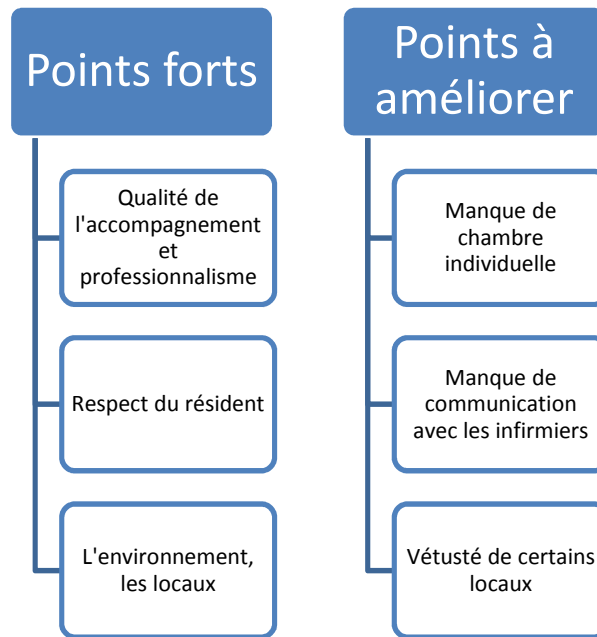 Points forts
Qualité de
l'accompagnement
et
professionnalisme
Respect du résident
L'environnement,
les locaux
Points à
améliorer
Manque de
chambre
individuelle
Manque de
communication
avec les infirmiers
Vétusté de certains
locaux